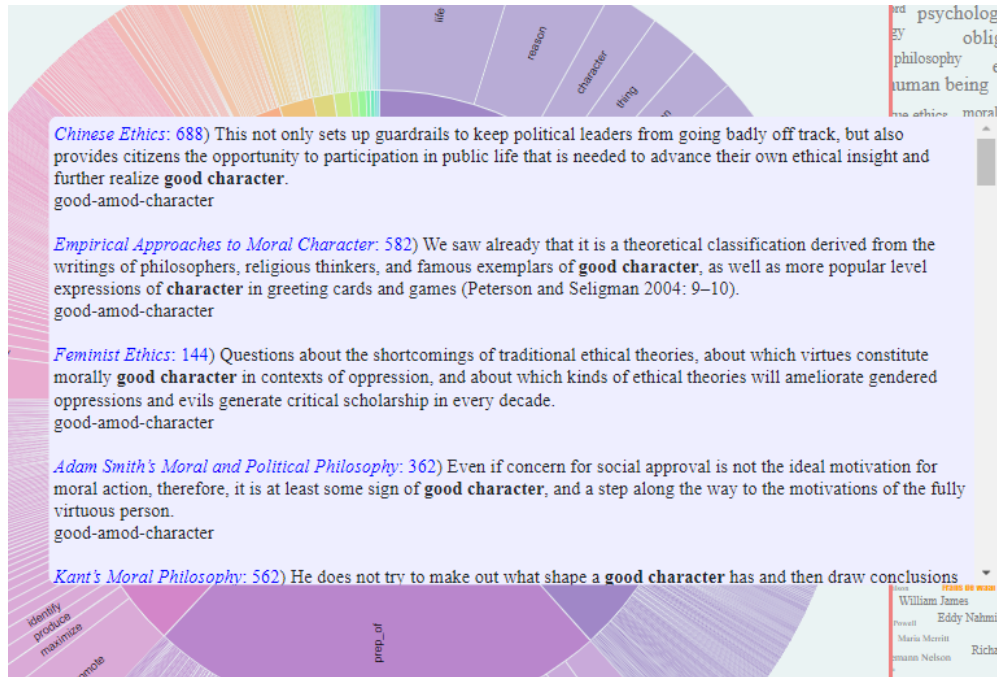 life
reason
character
thing
psycholog
oblig
philosophy
human being
que ethics
moral
Chinese Ethics: 688) This not only sets up guardrails to keep political leaders from going badly off track, but also
provides citizens the opportunity to participation in public life that is needed to advance their own ethical insight and
further realize good character.
good-amod-character
Empirical Approaches to Moral Character: 582) We saw already that it is a theoretical classification derived from the
writings of philosophers, religious thinkers, and famous exemplars of good character, as well as more popular level
expressions of character in greeting cards and games (Peterson and Seligman 2004: 9–10).
good-amod-character
Feminist Ethics: 144) Questions about the shortcomings of traditional ethical theories, about which virtues constitute
morally good character in contexts of oppression, and about which kinds of ethical theories will ameliorate gendered
oppressions and evils generate critical scholarship in every decade.
good-amod-character
Adam Smith's Moral and Political Philosophy: 362) Even if concern for social approval is not the ideal motivation for
moral action, therefore, it is at least some sign of good character, and a step along the way to the motivations of the fully
virtuous person.
good-amod-character
Kant's Moral Philosophy: 562) He does not try to make out what shape a good character has and then draw conclusions
identify
produce
maximize
prep_of
Frans de Waal
William James
Eddy Nahmi
Maria Merritt
Richa
emann Nelson